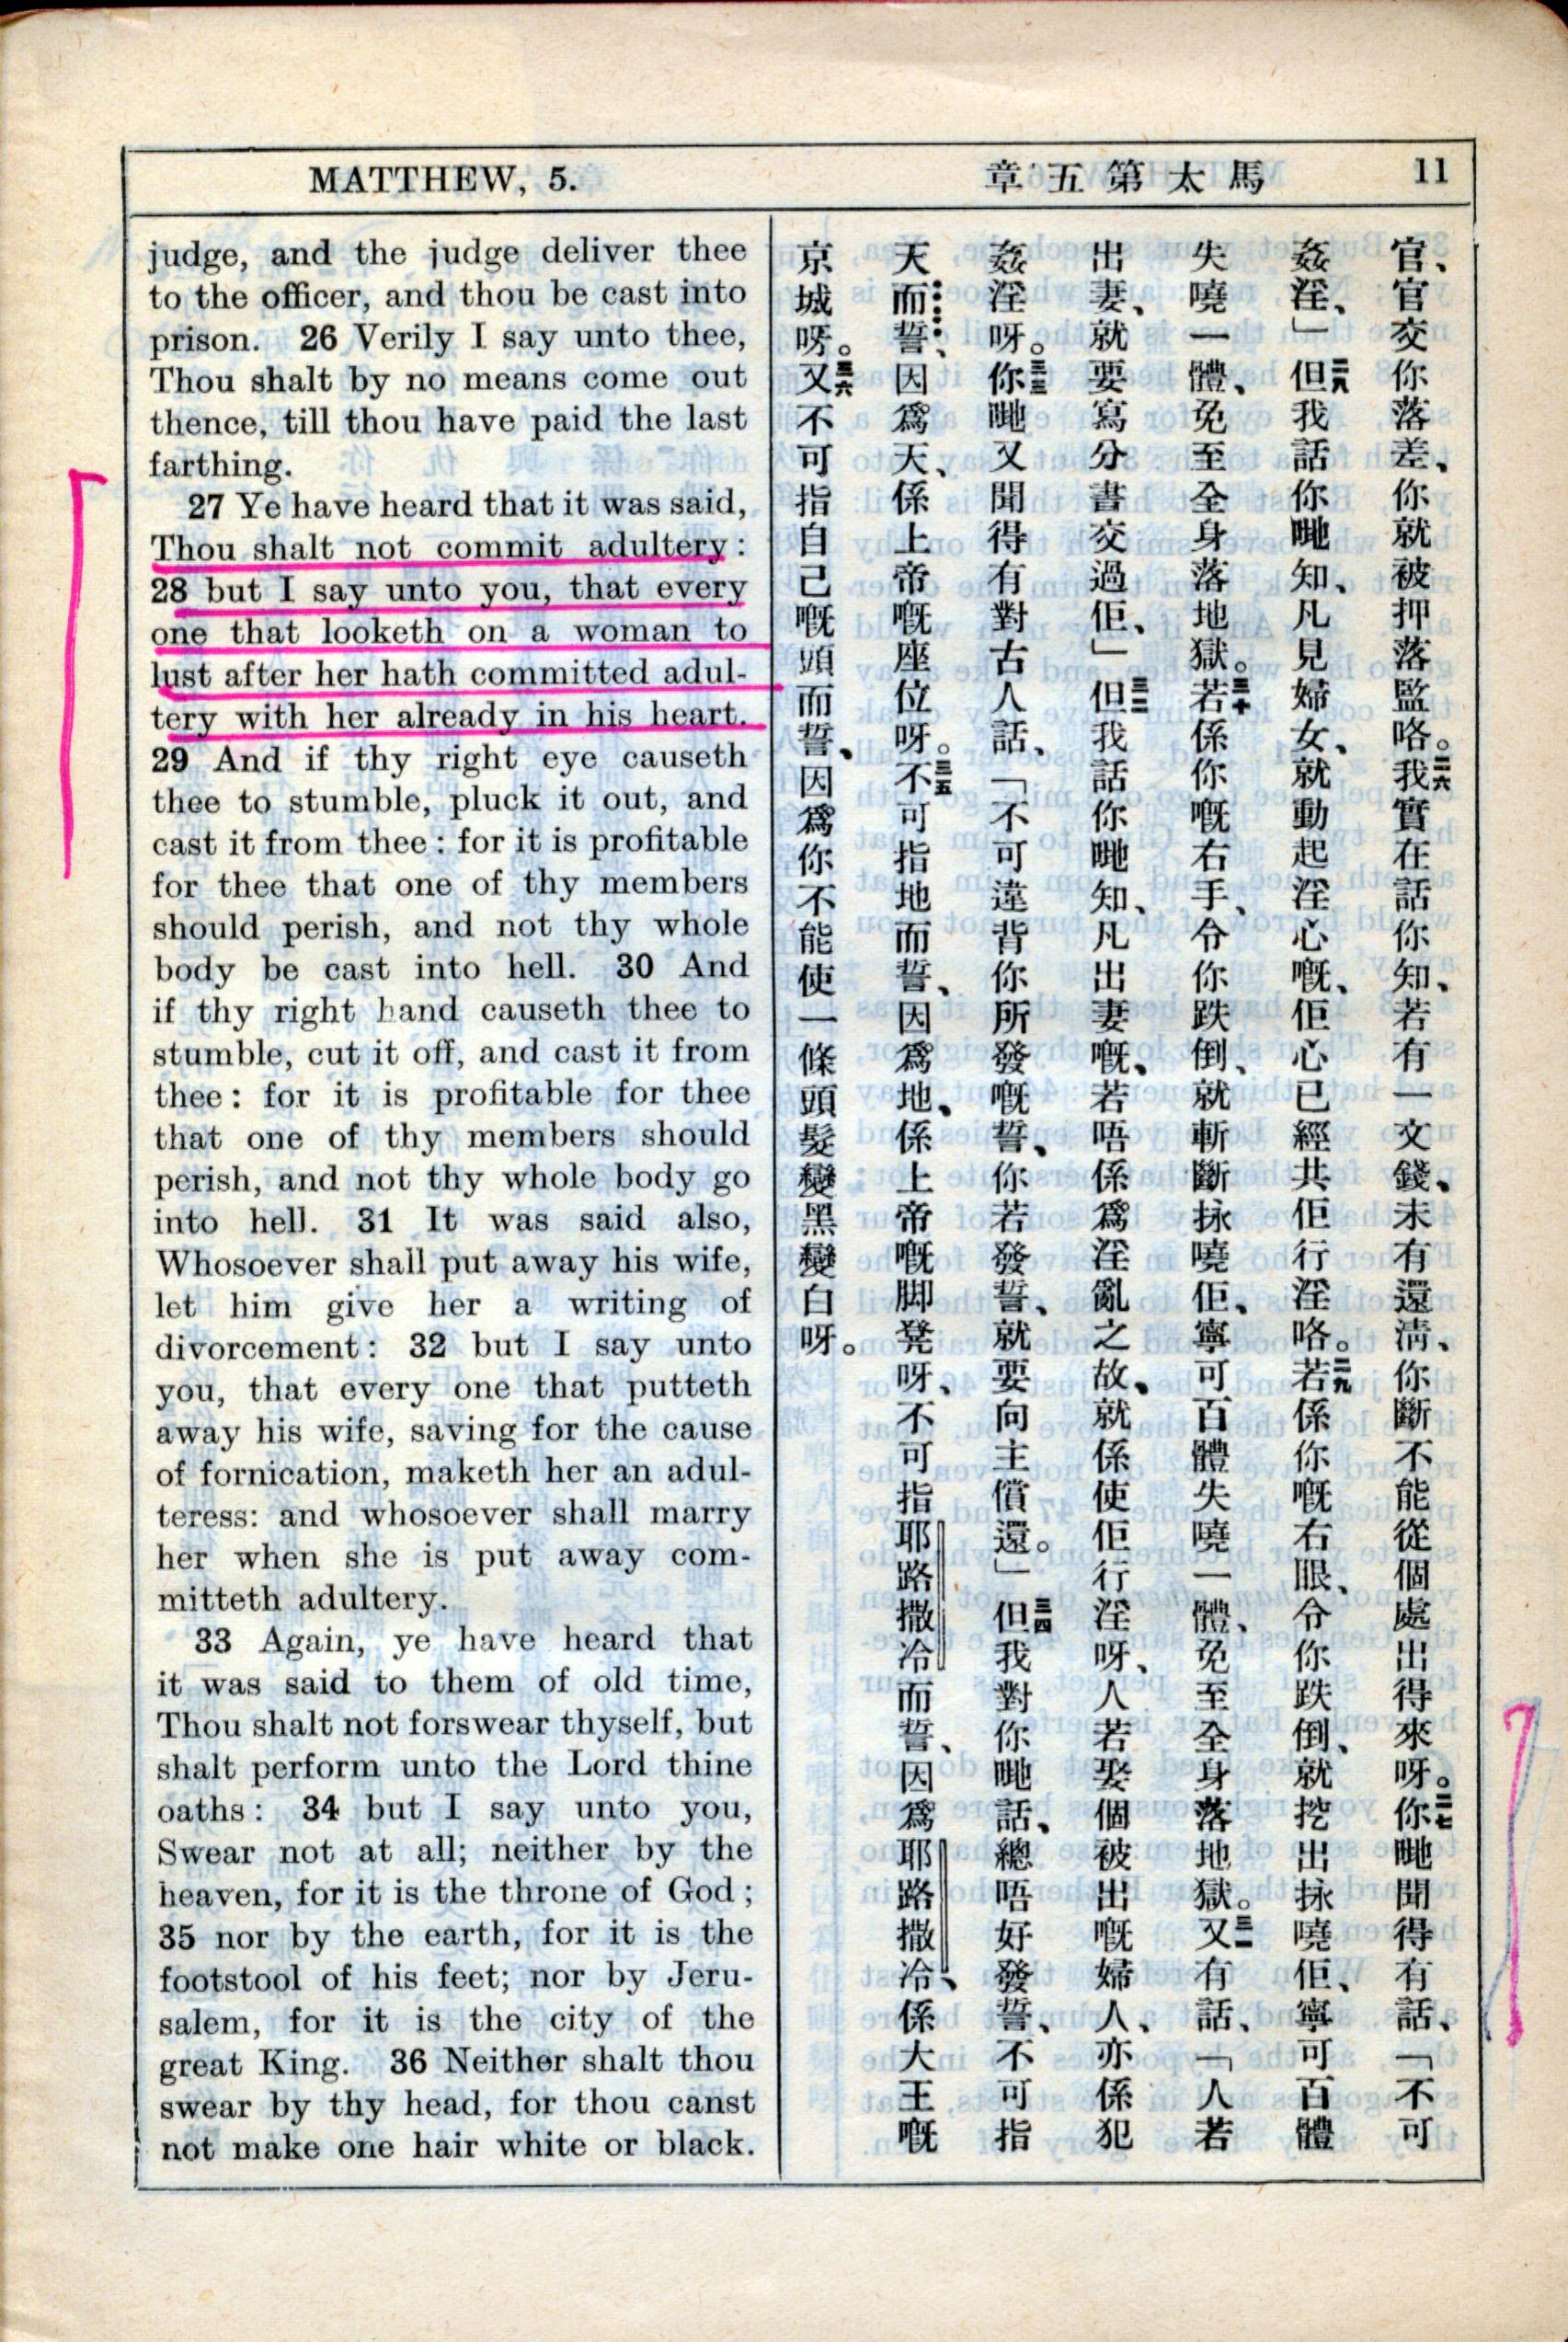 MATTHEW, 5.
馬太第五章
11
judge, and the judge deliver thee
to the officer, and thou be cast into
prison. 26 Verily I say unto thee,
Thou shalt by no means come out
thence, till thou have paid the last
farthing.
27 Ye have heard that it was said,
Thou shalt not commit adultery:
28 but I say unto you, that every
one that looketh on a woman to
lust after her hath committed adul-
tery with her already in his heart.
29 And if thy right eye causeth
thee to stumble, pluck it out, and
cast it from thee: for it is profitable
for thee that one of thy members
should perish, and not thy whole
body be cast into hell. 30 And
if thy right hand causeth thee to
stumble, cut it off, and cast it from
thee: for it is profitable for thee
that one of thy members should
perish, and not thy whole body go
into hell. 31 It was said also,
Whosoever shall put away his wife,
let him give her a writing of
divorcement: 32 but I say unto
you, that every one that putteth
away his wife, saving for the cause
of fornication, maketh her an adul-
teress: and whosoever shall marry
her when she is put away com-
mitteth adultery.
33 Again, ye have heard that
it was said to them of old time,
Thou shalt not forswear thyself, but
shalt perform unto the Lord thine
oaths: 34 but I say unto you,
Swear not at all; neither by the
heaven, for it is the throne of God;
35 nor by the earth, for it is the
footstool of his feet; nor by Jeru-
salem, for it is the city of the
great King. 36 Neither shalt thou
swear by thy head, for thou canst
not make one hair white or black.
官、官交你落差、你就被押落監咯。二六我實在話你知、若有一文錢、未有還淸、你斷不能從個處出得來呀。二七你哋聞得有話、「不可
姦淫、」二八但我話你哋知、凡見婦女、就動起淫心嘅、佢心已經共佢行淫咯。二九若係你嘅右眼、令你跌倒、就挖出捈嘵佢、寧可百體
失嘵一體、免至全身落地獄。三十若係你嘅右手、令你跌倒、就斬斷捈嘵佢、寧可百體失嘵一體、免至全身落地獄。三一又有話、「人若
出妻、就要寫分書交過佢、」三二但我話你哋知、凡出妻嘅、若唔係爲淫亂之故、就係使佢行淫呀、人若娶個被出嘅婦人、亦係犯
姦淫呀。三三你哋又聞得有對古人話、「不可違背你所發嘅誓、你若發誓、就要向主償還。」三四但我對你哋話、總唔好發誓、不可指
天而誓、因爲天、係上帝嘅座位呀。三五不可指地而誓、因爲地、係上帝嘅脚凳呀、不可指耶路撒冷而誓、因爲耶路撒冷、係大王嘅
京城嘮。三六又不可指自己嘅頭而誓、因爲你不能使一條頭髮變黑變白呀。